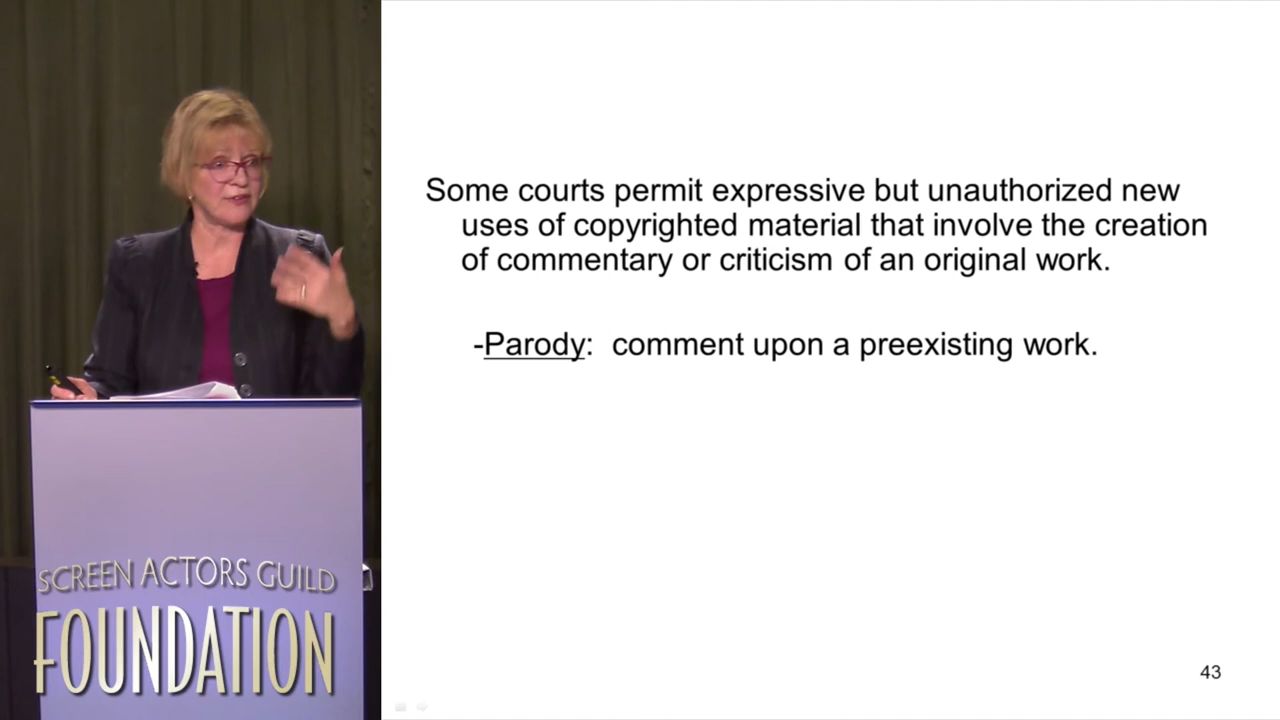 Some courts permit expressive but unauthorized new
uses of copyrighted material that involve the creation
of commentary or criticism of an original work.
-Parody: comment upon a preexisting work.
43
SCREEN ACTORS GUILD
FOUNDATION